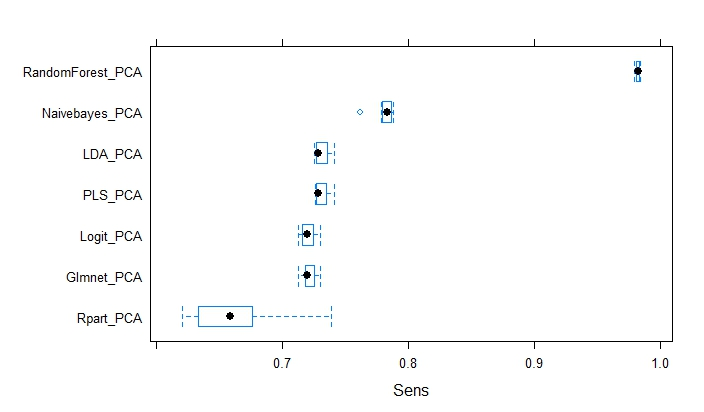 RandomForest_PCA
Naivebayes_PCA
LDA_PCA
PLS_PCA
Logit_PCA
Glmnet_PCA
Rpart_PCA
0.7 0.8 0.9 1.0
Sens